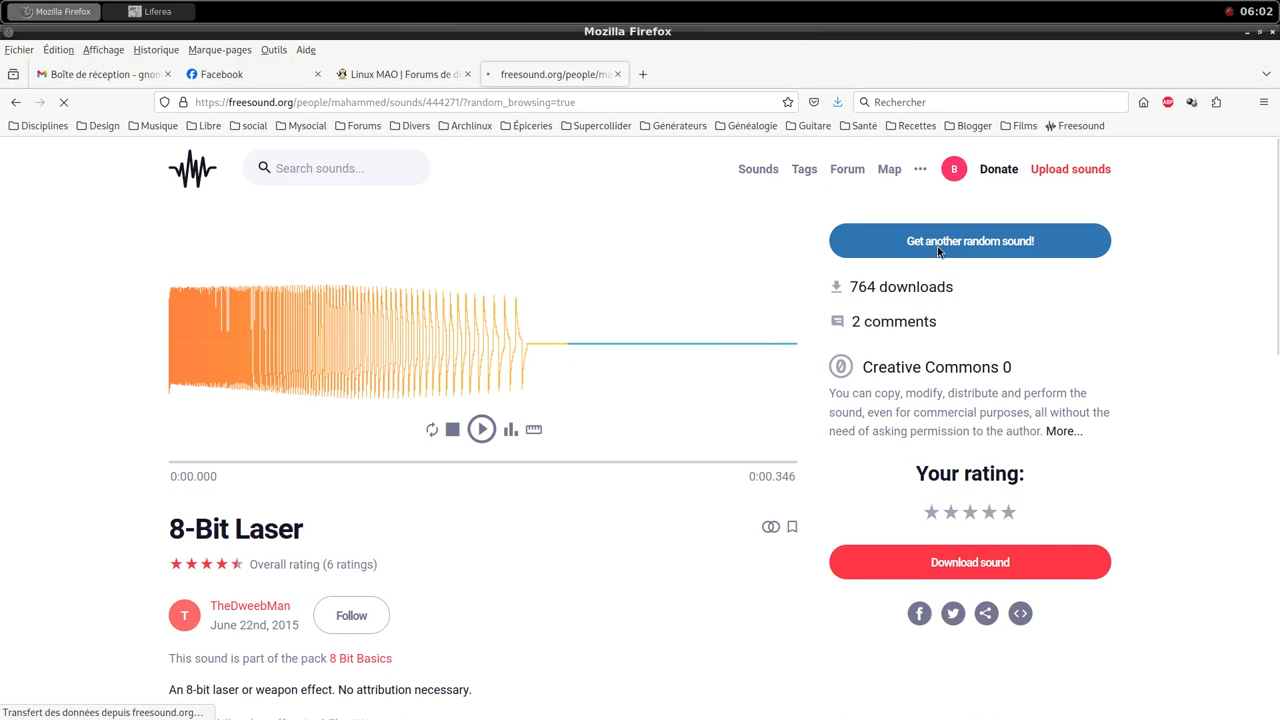 Mozilla Firefox
Liferea
06:02
Mozilla Firefox
Fichier Édition Affichage Historique Marque-pages Outils Aide
Boîte de réception - gnon
Facebook
Linux MAO | Forums de di
freesound.org/people/ma
https://freesound.org/people/mahammed/sounds/444271/?random_browsing=true
Rechercher
ABP
Disciplines Design Musique Libre social Mysocial Forums Divers Archlinux Épiceries Supercollider Générateurs Généalogie Guitare Santé Recettes Blogger Films Freesound
Search sounds...
Sounds Tags Forum Map B Donate Upload sounds
Get another random sound!
764 downloads
2 comments
Creative Commons 0
You can copy, modify, distribute and perform the
sound, even for commercial purposes, all without the
need of asking permission to the author. More...
0:00.000
0:00.346
Your rating:
8-Bit Laser
Overall rating (6 ratings)
Download sound
T
TheDweebMan
June 22nd, 2015
Follow
This sound is part of the pack 8 Bit Basics
An 8-bit laser or weapon effect. No attribution necessary.
Transfert des données depuis freesound.org...